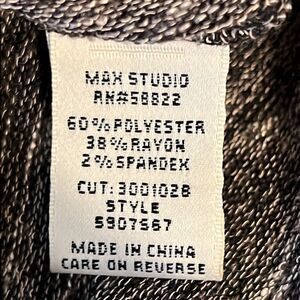 MAX STUDIO
RN#58822
60%POLYESTER
38%RAYON
2%SPANDEX
CUT: 3001028
STYLE
S907S67
MADE IN CHINA
CARE ON REVERSE